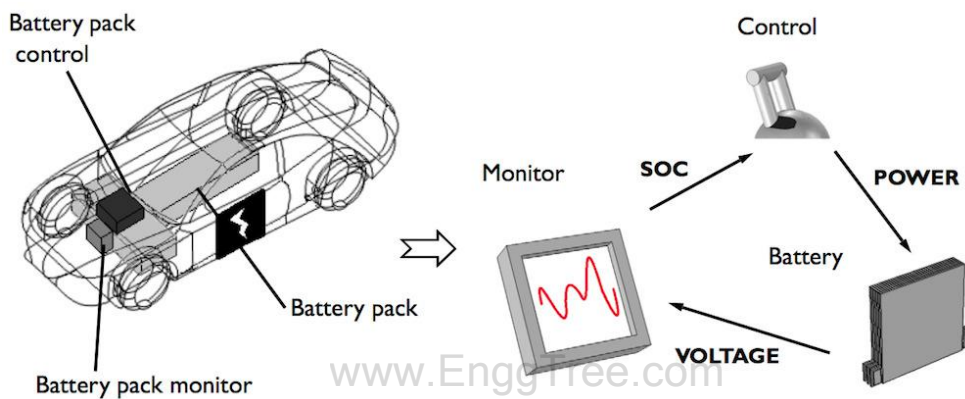 Battery pack
control
Battery pack
Battery pack monitor
Control
Monitor
SOC
POWER
Battery
VOLTAGE
www.EnggTree.com